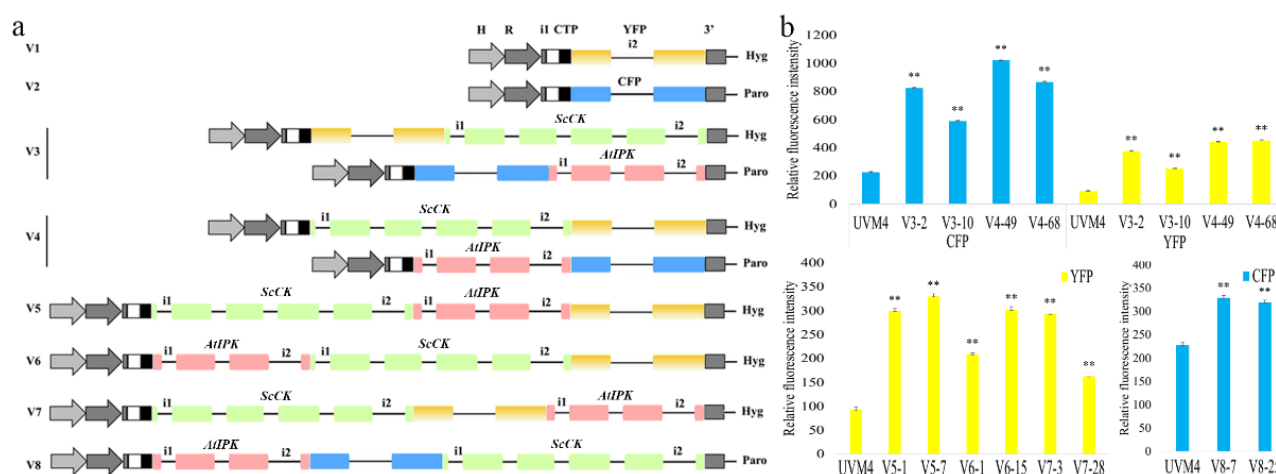 a
H R i1 CTP YFP 3'
V1 i2 Hyg
V2 CFP Paro
V3 i1 ScCK i2 Hyg
i1 AtIPK i2 Paro
V4 i1 ScCK i2 Hyg
i1 AtIPK i2 Paro
V5 i1 ScCK i2 i1 AtIPK i2 Hyg
V6 i1 AtIPK i2 i1 ScCK i2 Hyg
V7 i1 ScCK i2 i1 AtIPK i2 Hyg
V8 i1 AtIPK i2 i1 ScCK i2 Paro
b
Relative fluorescence instensity
1200
1000
800
600
400
200
0
** ** ** ** ** ** ** **
UVM4 V3-2 V3-10 V4-49 V4-68 UVM4 V3-2 V3-10 V4-49 V4-68
CFP YFP
Relative fluorescence intensity
400
350
300
250
200
150
100
50
0
YFP
** ** ** ** ** **
UVM4 V5-1 V5-7 V6-1 V6-15 V7-3 V7-28
Relative fluorescence intensity
400
350
300
250
200
150
100
50
0
CFP
** **
UVM4 V8-7